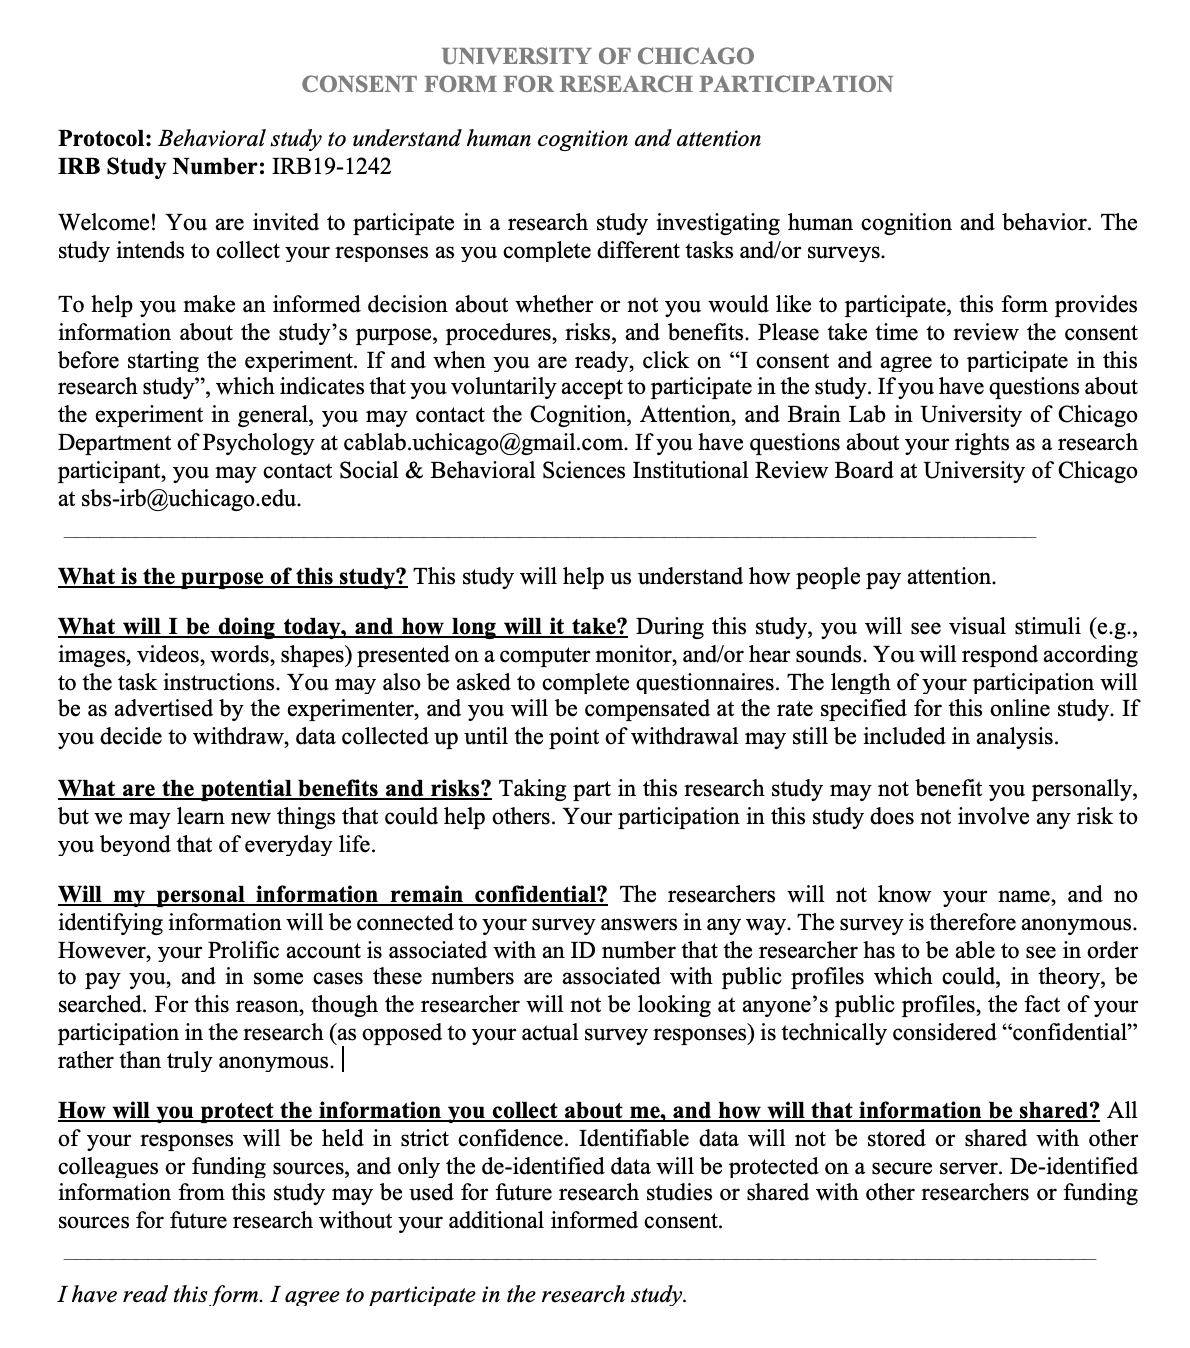 UNIVERSITY OF CHICAGO
CONSENT FORM FOR RESEARCH PARTICIPATION
Protocol: Behavioral study to understand human cognition and attention
IRB Study Number: IRB19-1242
Welcome! You are invited to participate in a research study investigating human cognition and behavior. The
study intends to collect your responses as you complete different tasks and/or surveys.
To help you make an informed decision about whether or not you would like to participate, this form provides
information about the study’s purpose, procedures, risks, and benefits. Please take time to review the consent
before starting the experiment. If and when you are ready, click on “I consent and agree to participate in this
research study”, which indicates that you voluntarily accept to participate in the study. If you have questions about
the experiment in general, you may contact the Cognition, Attention, and Brain Lab in University of Chicago
Department of Psychology at cablab.uchicago@gmail.com. If you have questions about your rights as a research
participant, you may contact Social & Behavioral Sciences Institutional Review Board at University of Chicago
at sbs-irb@uchicago.edu.
What is the purpose of this study? This study will help us understand how people pay attention.
What will I be doing today, and how long will it take? During this study, you will see visual stimuli (e.g.,
images, videos, words, shapes) presented on a computer monitor, and/or hear sounds. You will respond according
to the task instructions. You may also be asked to complete questionnaires. The length of your participation will
be as advertised by the experimenter, and you will be compensated at the rate specified for this online study. If
you decide to withdraw, data collected up until the point of withdrawal may still be included in analysis.
What are the potential benefits and risks? Taking part in this research study may not benefit you personally,
but we may learn new things that could help others. Your participation in this study does not involve any risk to
you beyond that of everyday life.
Will my personal information remain confidential? The researchers will not know your name, and no
identifying information will be connected to your survey answers in any way. The survey is therefore anonymous.
However, your Prolific account is associated with an ID number that the researcher has to be able to see in order
to pay you, and in some cases these numbers are associated with public profiles which could, in theory, be
searched. For this reason, though the researcher will not be looking at anyone’s public profiles, the fact of your
participation in the research (as opposed to your actual survey responses) is technically considered “confidential”
rather than truly anonymous.
How will you protect the information you collect about me, and how will that information be shared? All
of your responses will be held in strict confidence. Identifiable data will not be stored or shared with other
colleagues or funding sources, and only the de-identified data will be protected on a secure server. De-identified
information from this study may be used for future research studies or shared with other researchers or funding
sources for future research without your additional informed consent.
I have read this form. I agree to participate in the research study.